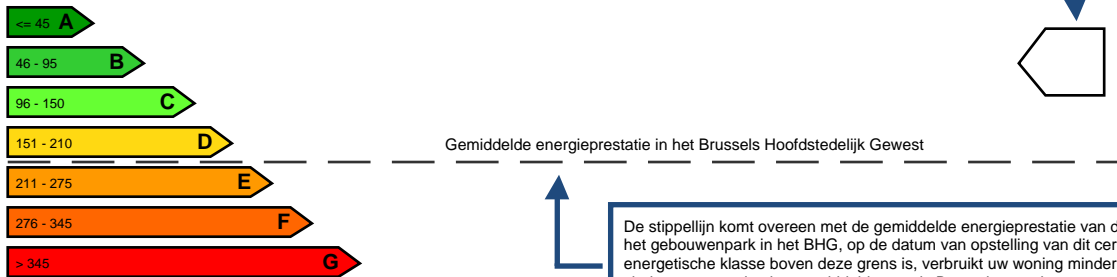 <= 45 A
46 - 95 B
96 - 150 C
151 - 210 D
Gemiddelde energieprestatie in het Brussels Hoofdstedelijk Gewest
211 - 275 E
276 - 345 F
> 345 G
De stippellijn komt overeen met de gemiddelde energieprestatie van d
het gebouwenpark in het BHG, op de datum van opstelling van dit cer
energetische klasse boven deze grens is, verbruikt uw woning minder